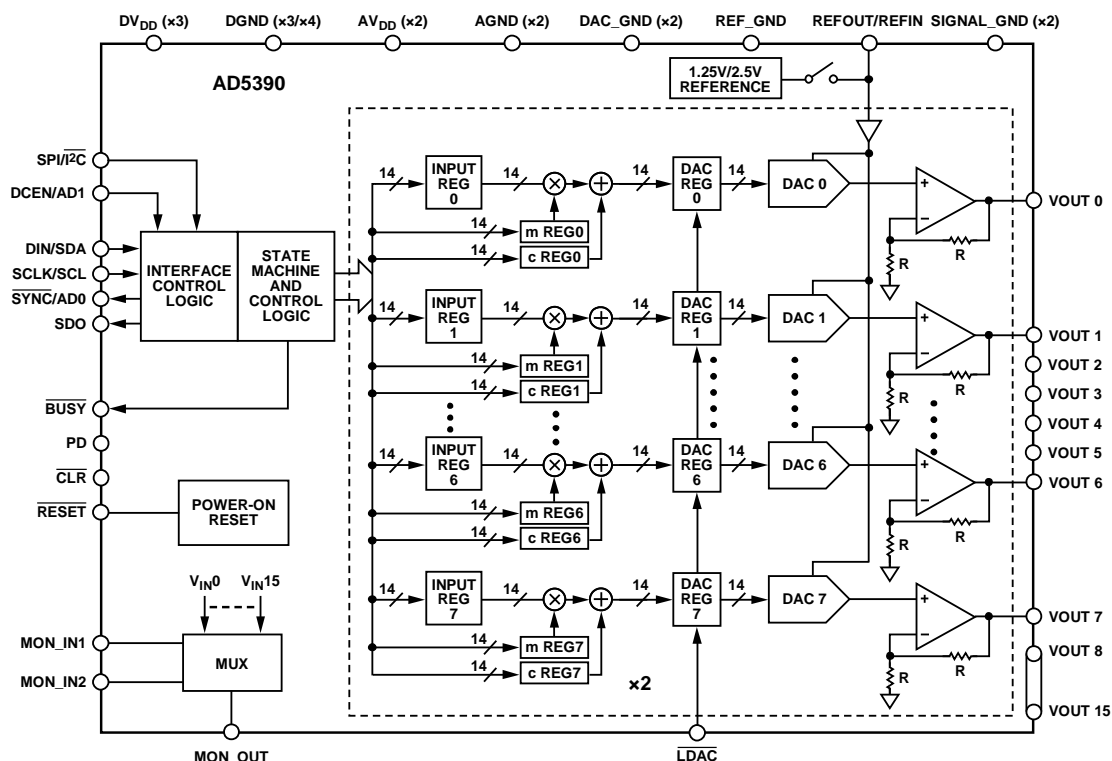 DVDD (×3) DGND (×3/×4) AVDD (×2) AGND (×2) DAC_GND (×2) REF_GND REFOUT/REFIN SIGNAL_GND (×2)
AD5390
1.25V/2.5V
REFERENCE
SPI/I²C
DCEN/AD1
DIN/SDA
SCLK/SCL
SYNC/AD0
SDO
BUSY
PD
CLR
RESET
MON_IN1
MON_IN2
INTERFACE
CONTROL
LOGIC
STATE
MACHINE
AND
CONTROL
LOGIC
POWER-ON
RESET
VIN0 VIN15
MUX
MON_OUT
14 INPUT
REG
0 14 × + 14 DAC
REG
0 14 DAC 0 + − R R VOUT 0
14 m REG0
14 c REG0
14 INPUT
REG
1 14 × + 14 DAC
REG
1 14 DAC 1 + − R R VOUT 1
14 m REG1
14 c REG1
VOUT 2
VOUT 3
VOUT 4
VOUT 5
14 INPUT
REG
6 14 × + 14 DAC
REG
6 14 DAC 6 + − R R VOUT 6
14 m REG6
14 c REG6
14 INPUT
REG
7 14 × + 14 DAC
REG
7 14 DAC 7 + − R R VOUT 7
14 m REG7
14 c REG7
×2
VOUT 8
VOUT 15
LDAC